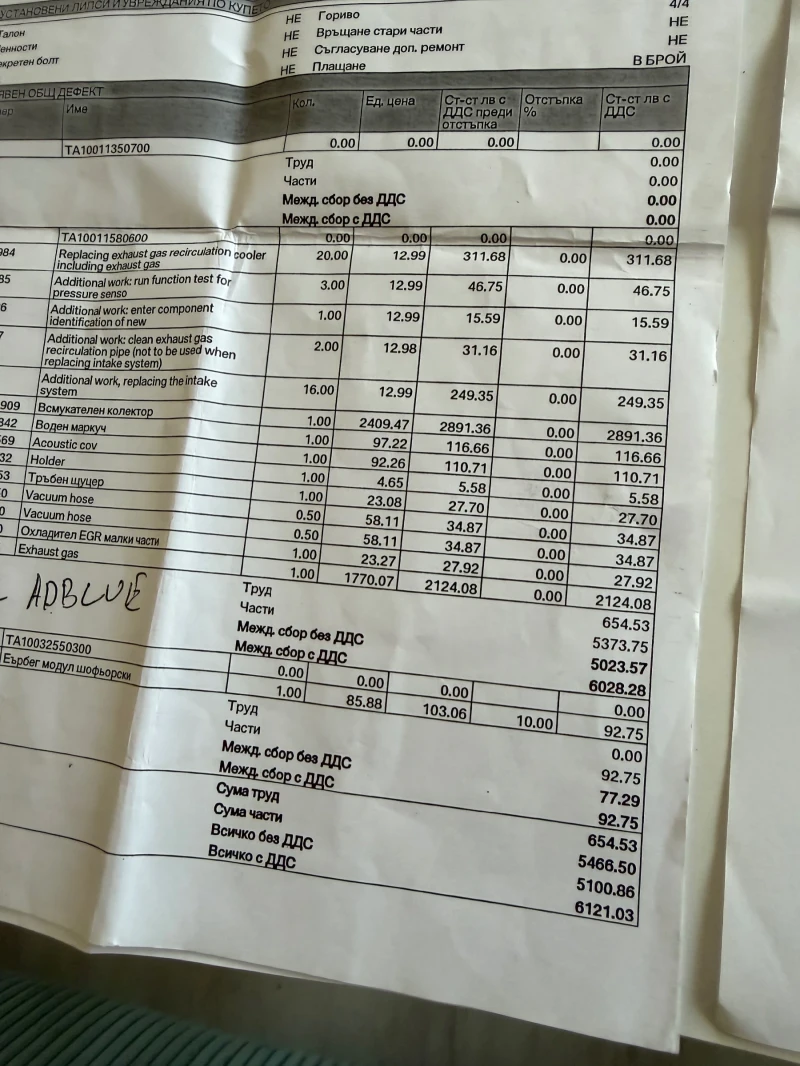 УСТАНОВЕНИ ЛИПСИ И УВРЕЖДАНИЯ ПО КУПЕТО 4/4
Талон НЕ Гориво НЕ
НЕ Връщане стари части НЕ
НЕ Съгласуване доп. ремонт НЕ
болт НЕ Плащане В БРОЙ
ОБЩ ДЕФЕКТ
Име Кол. Ед. цена Ст-ст лв с ДДС преди отстъпка Отстъпка % Ст-ст лв с ДДС
TA10011350700 0.00 0.00 0.00 0.00
Труд 0.00
Части 0.00
Межд. сбор без ДДС 0.00
Межд. сбор с ДДС 0.00
TA10011580600 0.00 0.00 0.00 0.00
984 Replacing exhaust gas recirculation cooler 20.00 12.99 311.68 0.00 311.68
including exhaust gas
85 Additional work: run function test for 3.00 12.99 46.75 0.00 46.75
pressure senso
6 Additional work: enter component 1.00 12.99 15.59 0.00 15.59
identification of new
7 Additional work: clean exhaust gas 2.00 12.98 31.16 0.00 31.16
recirculation pipe (not to be used when
replacing intake system)
Additional work, replacing the intake 16.00 12.99 249.35 0.00 249.35
system
909 Всмукателен колектор 1.00 2409.47 2891.36 0.00 2891.36
842 Воден маркуч 1.00 97.22 116.66 0.00 116.66
569 Acoustic cov 1.00 92.26 110.71 0.00 110.71
32 Holder 1.00 4.65 5.58 0.00 5.58
53 Тръбен щуцер 1.00 23.08 27.70 0.00 27.70
0 Vacuum hose 0.50 58.11 34.87 0.00 34.87
0 Vacuum hose 0.50 58.11 34.87 0.00 34.87
0 Охладител EGR малки части 1.00 23.27 27.92 0.00 27.92
Exhaust gas 1.00 1770.07 2124.08 0.00 2124.08
ADBLUE
Труд 654.53
Части 5373.75
Межд. сбор без ДДС 5023.57
Межд. сбор с ДДС 6028.28
TA10032550300 0.00 0.00 0.00 0.00
Еърбег модул шофьорски 1.00 85.88 103.06 10.00 92.75
Труд 0.00
Части 92.75
Межд. сбор без ДДС 77.29
Межд. сбор с ДДС 92.75
Сума труд 654.53
Сума части 5466.50
Всичко без ДДС 5100.86
Всичко с ДДС 6121.03